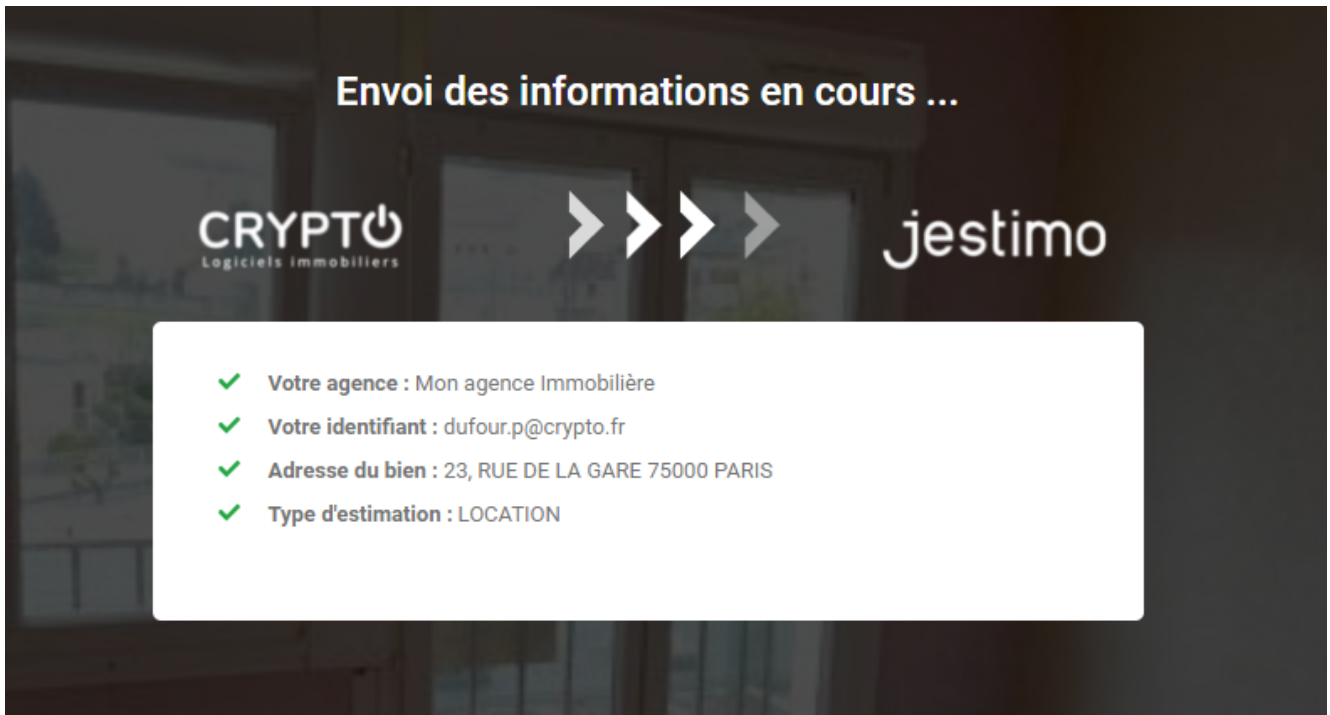 Envoi des informations en cours ...
CRYPTO
Logiciels immobiliers
jestimo
Votre agence : Mon agence Immobilière
Votre identifiant : dufour.p@crypto.fr
Adresse du bien : 23, RUE DE LA GARE 75000 PARIS
Type d'estimation : LOCATION